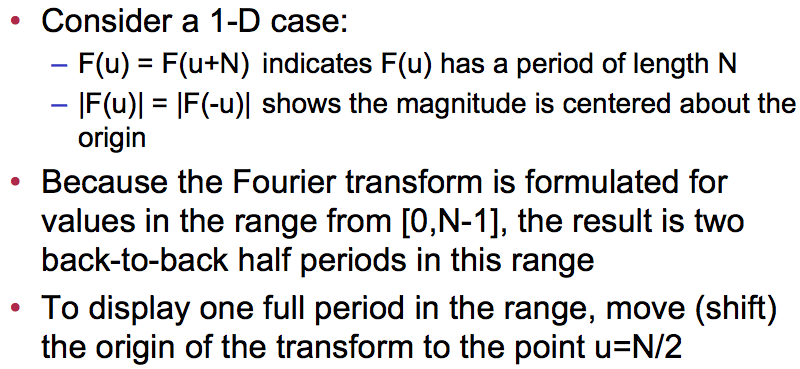 • Consider a 1-D case:
– F(u) = F(u+N) indicates F(u) has a period of length N
– |F(u)| = |F(-u)| shows the magnitude is centered about the
origin
• Because the Fourier transform is formulated for
values in the range from [0,N-1], the result is two
back-to-back half periods in this range
• To display one full period in the range, move (shift)
the origin of the transform to the point u=N/2